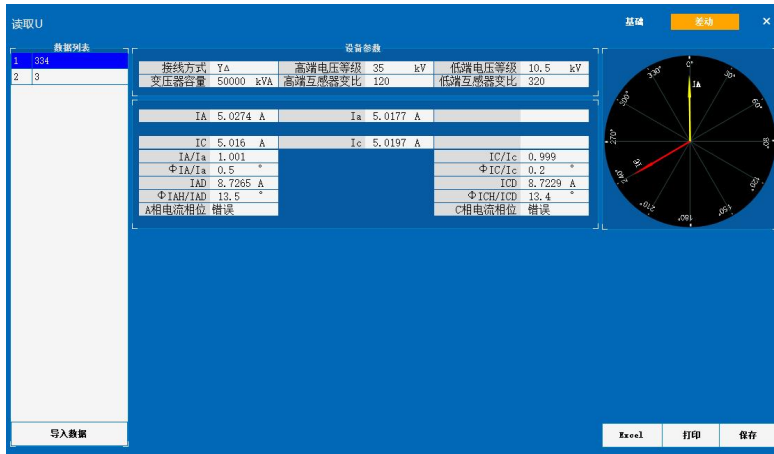 读取U
基础 差动 ×
数据列表
1 334
2 3
导入数据
设备参数
接线方式 Y△ 高端电压等级 35 kV 低端电压等级 10.5 kV
变压器容量 50000 kVA 高端互感器变比 120 低端互感器变比 320
IA 5.0274 A Ia 5.0177 A
IC 5.016 A Ic 5.0197 A
IA/Ia 1.001 IC/Ic 0.999
ΦIA/Ia 0.5 ° ΦIC/Ic 0.2 °
IAD 8.7265 A ICD 8.7229 A
ΦIAH/IAD 13.5 ° ΦICH/ICD 13.4 °
A相电流相位 错误 C相电流相位 错误
0°
30°
60°
90°
120°
150°
180°
210°
240°
270°
300°
330°
IA
IC
Excel 打印 保存